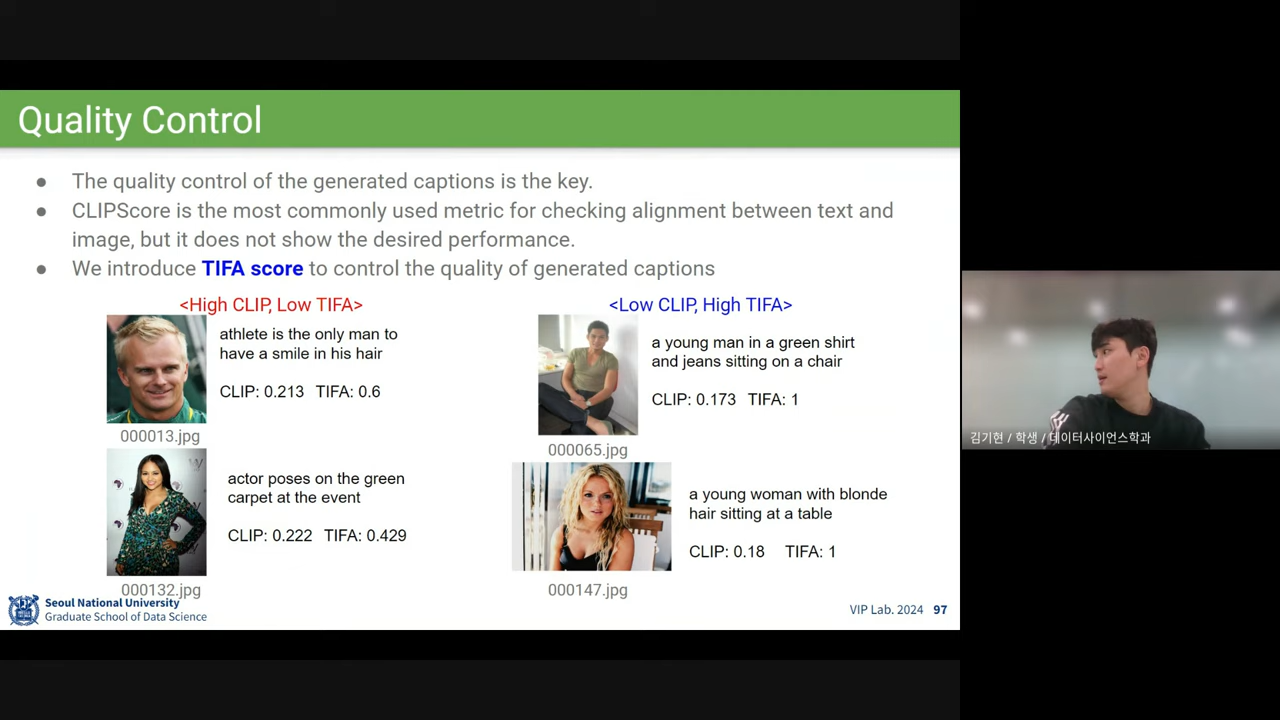 Quality Control
● The quality control of the generated captions is the key.
● CLIPScore is the most commonly used metric for checking alignment between text and
image, but it does not show the desired performance.
● We introduce TIFA score to control the quality of generated captions
<High CLIP, Low TIFA>
athlete is the only man to
have a smile in his hair
CLIP: 0.213 TIFA: 0.6
000013.jpg
actor poses on the green
carpet at the event
CLIP: 0.222 TIFA: 0.429
000132.jpg
<Low CLIP, High TIFA>
a young man in a green shirt
and jeans sitting on a chair
CLIP: 0.173 TIFA: 1
000065.jpg
a young woman with blonde
hair sitting at a table
CLIP: 0.18 TIFA: 1
000147.jpg
Seoul National University
Graduate School of Data Science
VIP Lab. 2024 97
김기현 / 학생 / 데이터사이언스학과